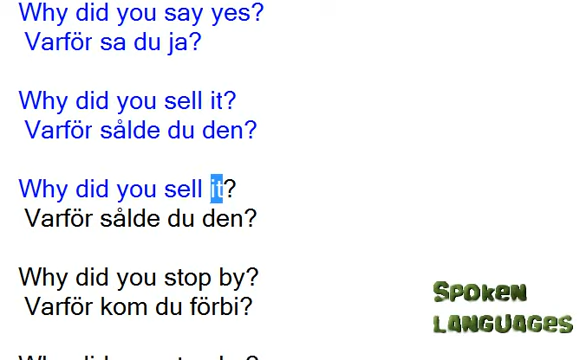 Why did you say yes?
Varför sa du ja?
Why did you sell it?
Varför sålde du den?
Why did you sell it?
Varför sålde du den?
Why did you stop by?
Varför kom du förbi?
Spoken
Languages